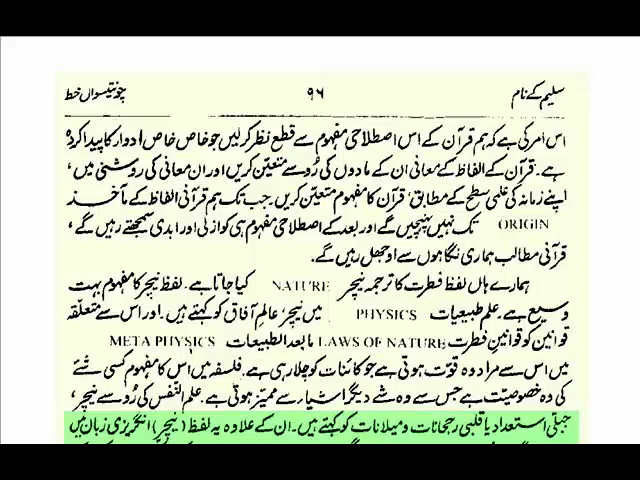 سلیم کے نام ۹۶ چونتیسواں خط
اس امر کی ہے کہ ہم قرآن کے اس اصطلاحی مفہوم سے قطع نظر کر لیں جو خاص خاص ادوار کا پیدا کردہ
ہے۔ قرآن کے الفاظ کے معانی ان کے مادوں کی رُو سے متعین کریں اور ان معانی کی روشنی میں،
اپنے زمانہ کی علمی سطح کے مطابق، قرآن کا مفہوم متعین کریں۔ جب تک ہم قرآنی الفاظ کے مآخذ
ORIGIN تک نہیں پہنچیں گے اور بعد کے اصطلاحی مفہوم ہی کو ازلی اور ابدی سمجھتے رہیں گے،
قرآنی مطالب ہماری نگاہوں سے اوجھل رہیں گے۔
ہمارے ہاں لفظ فطرت کا ترجمہ نیچر NATURE کیا جاتا ہے۔ لفظ نیچر کا مفہوم بہت
وسیع ہے۔ علم طبیعیات PHYSICS میں نیچر، عالمِ آفاق کو کہتے ہیں۔ اور اس سے متعلقہ
قوانین کو قوانینِ فطرت LAWS OF NATURE مابعد الطبیعات META PHYSICS
میں اس سے مراد وہ قوت ہوتی ہے جو کائنات کو چلا رہی ہے۔ فلسفہ میں اس کا مفہوم کسی شئے
کی وہ خصوصیت ہے جس سے وہ شے دیگر اشیاء سے ممیّز ہوتی ہے۔ علم النّفس کی رُو سے نیچر،
جبلّی استعداد یا قلبی رجحانات و میلانات کو کہتے ہیں۔ ان کے علاوہ یہ لفظ (نیچر) انگریزی زبان میں